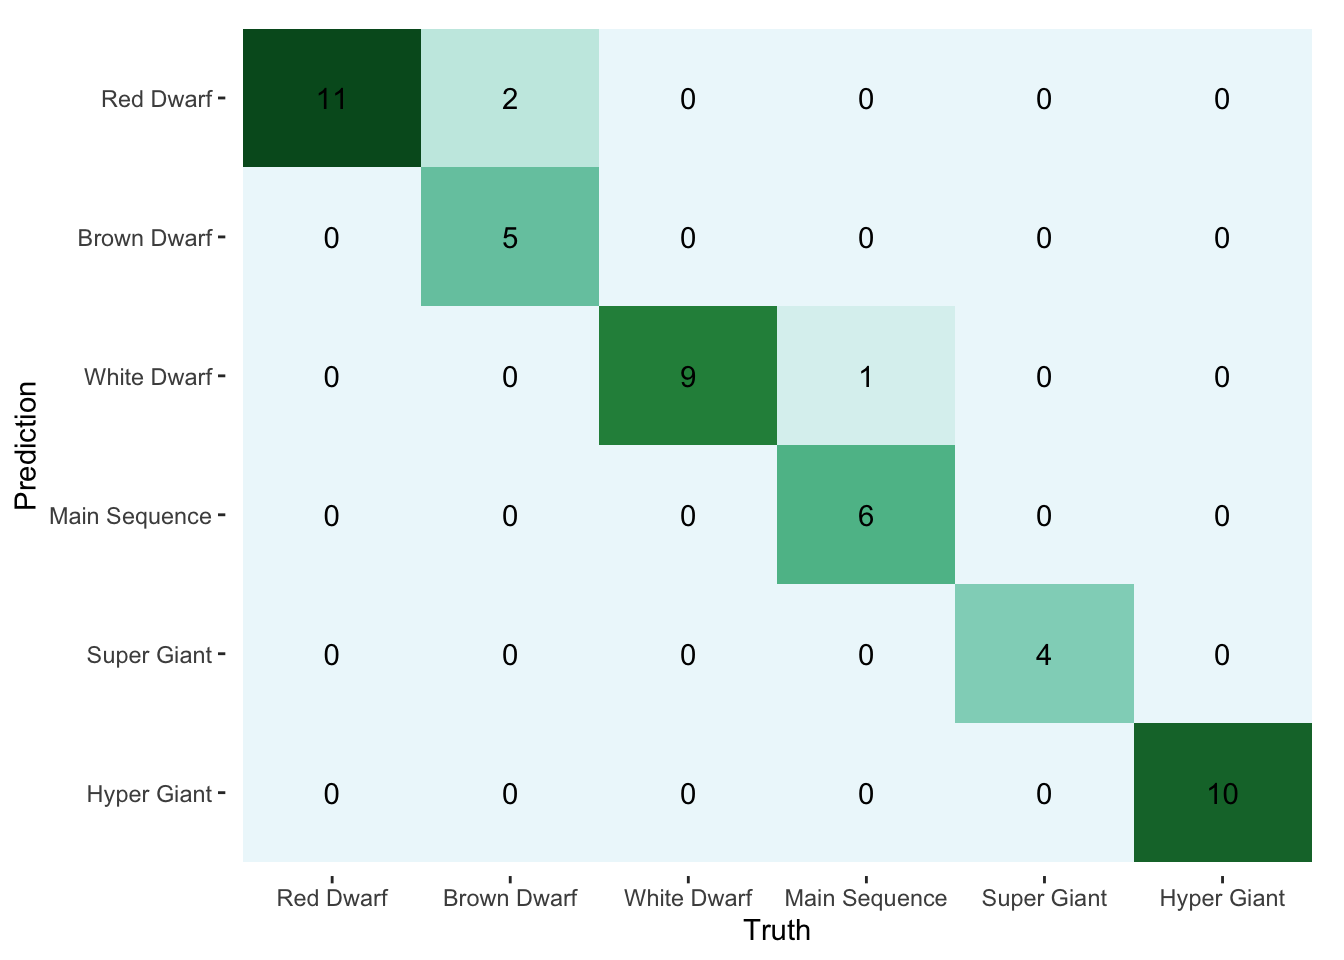 Red Dwarf 11 2 0 0 0 0
Brown Dwarf 0 5 0 0 0 0
White Dwarf 0 0 9 1 0 0
Prediction
Main Sequence 0 0 0 6 0 0
Super Giant 0 0 0 0 4 0
Hyper Giant 0 0 0 0 0 10
Red Dwarf Brown Dwarf White Dwarf Main Sequence Super Giant Hyper Giant
Truth